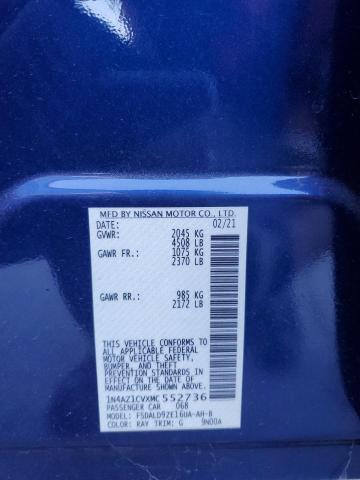 MFD BY NISSAN MOTOR CO., LTD.
DATE: 02/21
GVWR: 2045 KG
4508 LB
GAWR FR.: 1075 KG
2370 LB
GAWR RR.: 985 KG
2172 LB
THIS VEHICLE CONFORMS TO ALL
APPLICABLE FEDERAL MOTOR
VEHICLE SAFETY, BUMPER,
AND THEFT PREVENTION
STANDARDS IN EFFECT ON THE
DATE OF MANUFACTURE
SHOWN ABOVE.
1N4AZ1CVXMC552736
PASSENGER CAR 068
MODEL: FSDALD9ZE16UA-AH-B
COLOR: RAY TRIM: G 9N00A